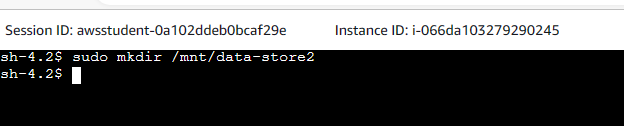 Session ID: awsstudent-0a102ddeb0bcaf29e Instance ID: i-066da103279290245
sh-4.2$ sudo mkdir /mnt/data-store2
sh-4.2$